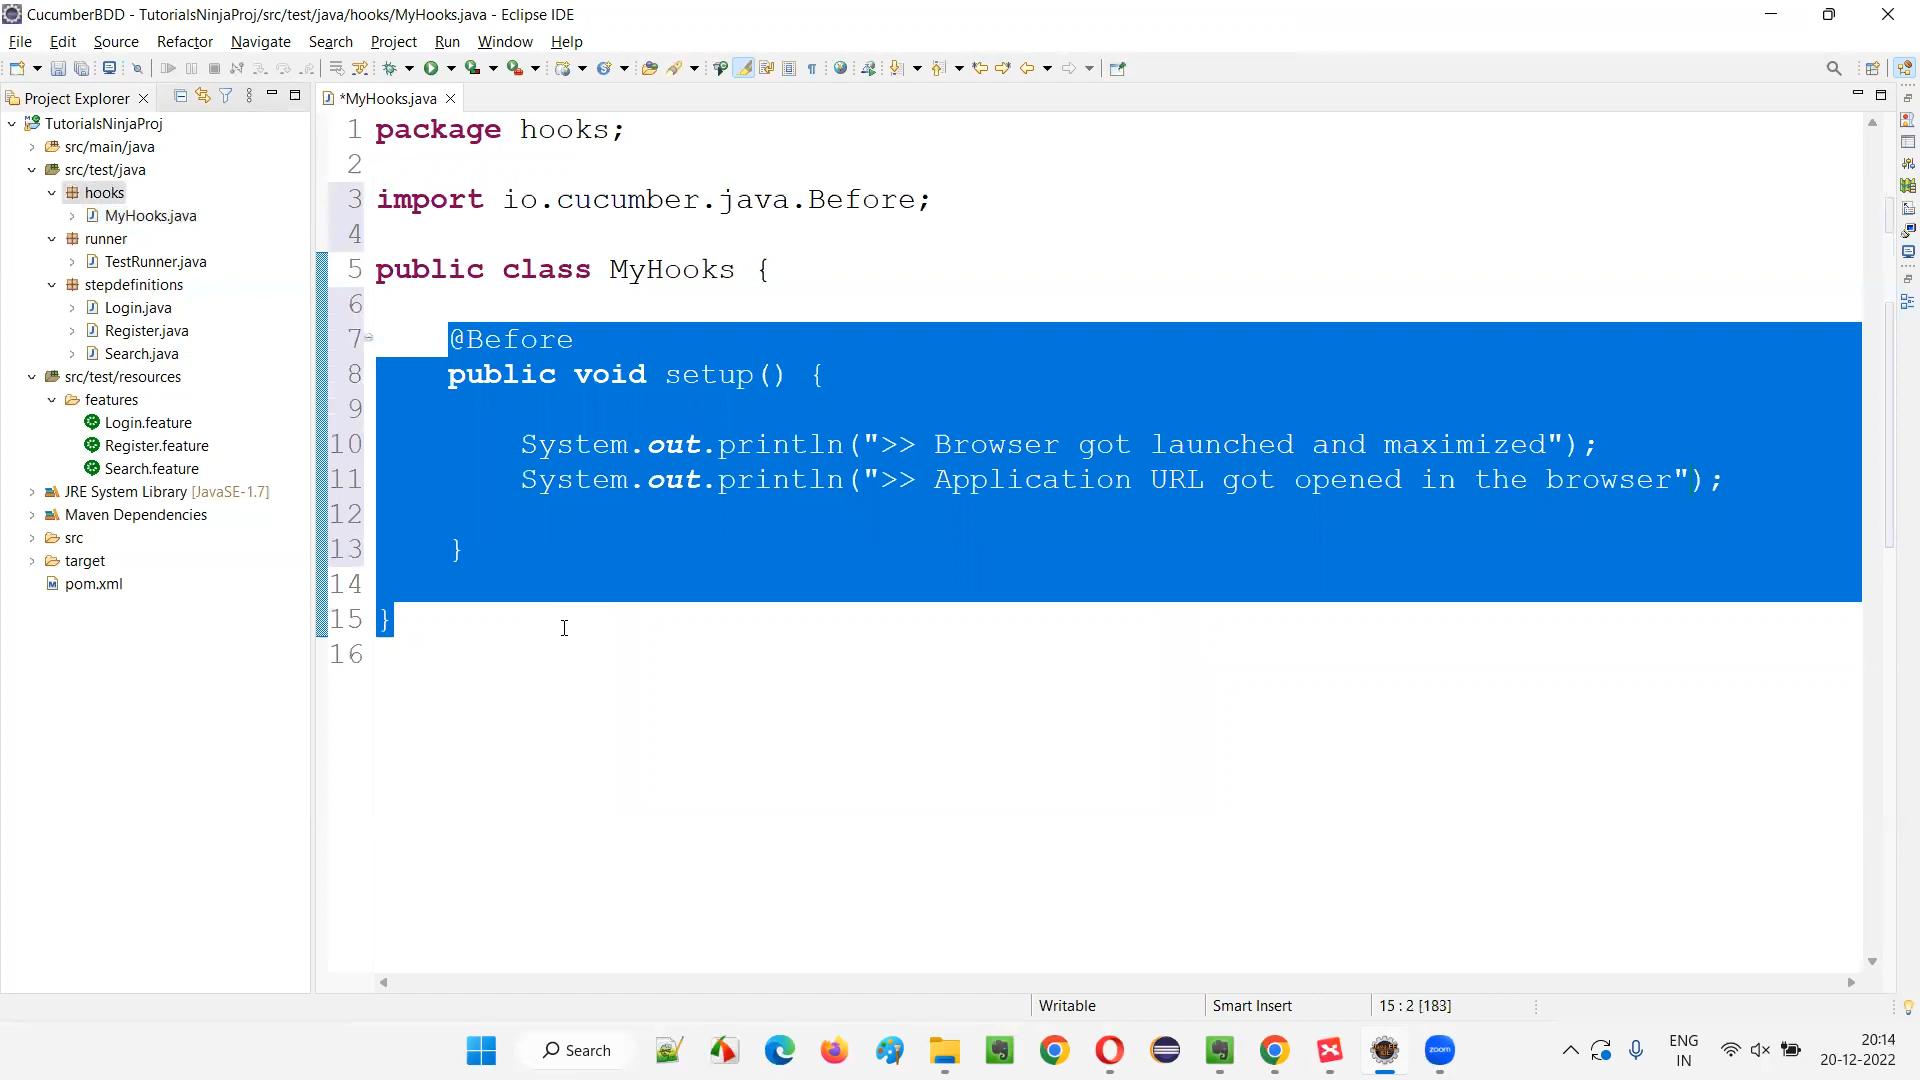 CucumberBDD - TutorialsNinjaProj/src/test/java/hooks/MyHooks.java - Eclipse IDE
File Edit Source Refactor Navigate Search Project Run Window Help
Project Explorer
TutorialsNinjaProj
src/main/java
src/test/java
hooks
MyHooks.java
runner
TestRunner.java
stepdefinitions
Login.java
Register.java
Search.java
src/test/resources
features
Login.feature
Register.feature
Search.feature
JRE System Library [JavaSE-1.7]
Maven Dependencies
src
target
pom.xml
*MyHooks.java
1 package hooks;
2
3 import io.cucumber.java.Before;
4
5 public class MyHooks {
6
7 @Before
8 public void setup() {
9
10 System.out.println(">> Browser got launched and maximized");
11 System.out.println(">> Application URL got opened in the browser");
12
13 }
14
15 }
16
Writable
Smart Insert
15 : 2 [183]
Search
zoom
ENG
IN
20:14
20-12-2022